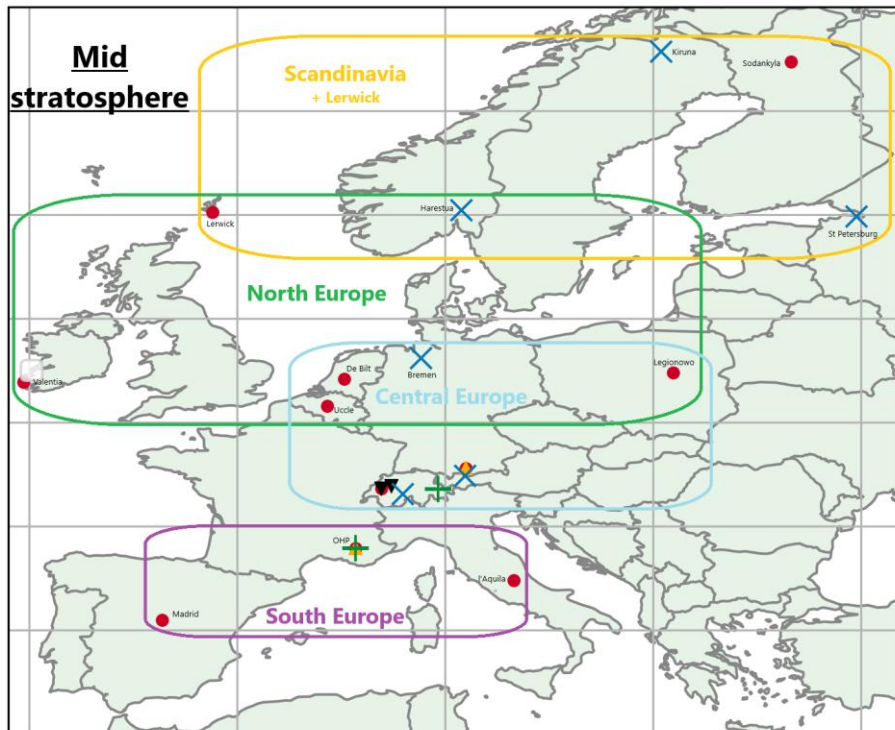 Mid
stratosphere
Scandinavia
+ Lerwick
Kiruna
Sodankyla
Lerwick
Harestua
St Petersburg
North Europe
Valentia
De Bilt
Bremen
Legionowo
Central Europe
Uccle
OHP
l'Aquila
Madrid
South Europe